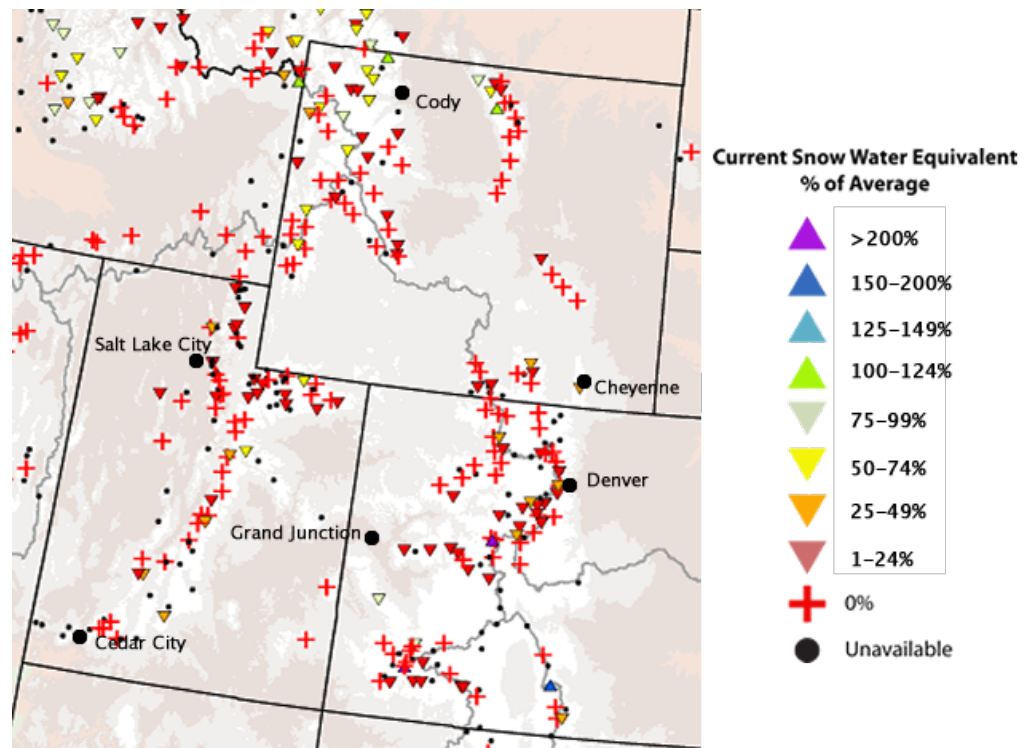 Cody
Salt Lake City
Cheyenne
Denver
Grand Junction
Cedar City
Current Snow Water Equivalent
% of Average
>200%
150-200%
125-149%
100-124%
75-99%
50-74%
25-49%
1-24%
0%
Unavailable